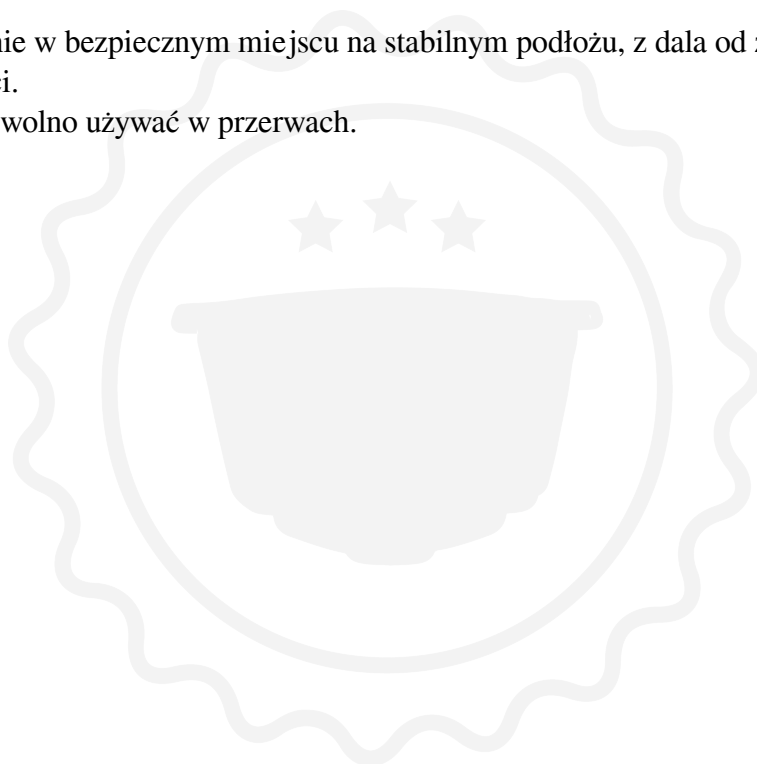 nie w bezpiecznym miejscu na stabilnym podłożu, z dala od
i.
wolno używać w przerwach.